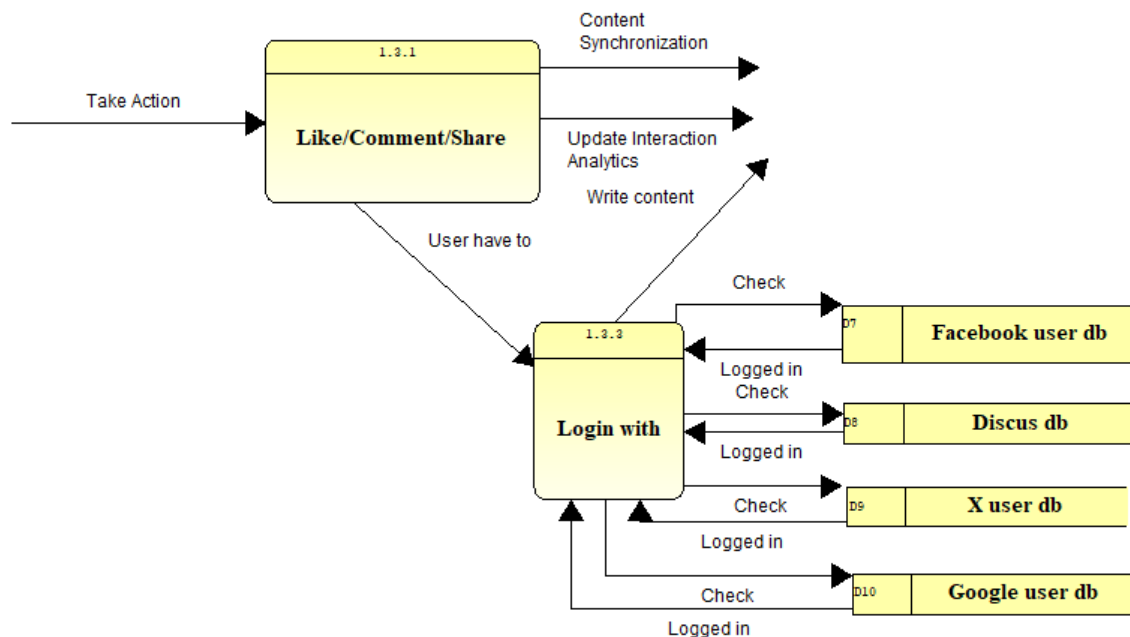 Content
Synchronization
1.3.1
Take Action
Like/Comment/Share
Update Interaction
Analytics
Write content
User have to
Check
1.3.3
D7
Facebook user db
Logged in
Check
Login with
D8
Discus db
Logged in
Check
D9
X user db
Logged in
Check
D10
Google user db
Logged in